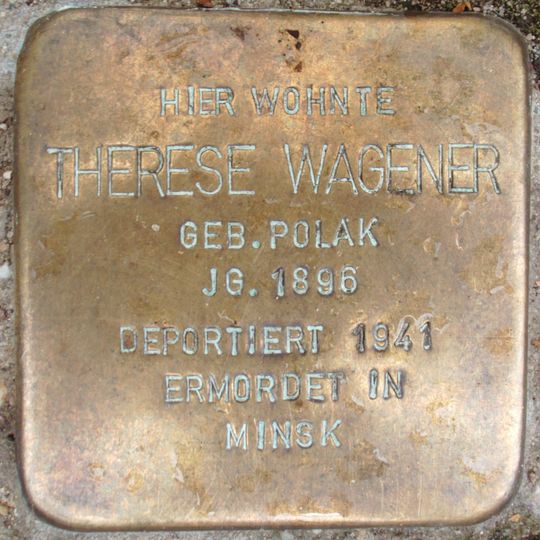 HIER WOHNTE
THERESE WAGENER
GEB. POLAK
JG. 1896
DEPORTIERT 1941
ERMORDET IN
MINSK